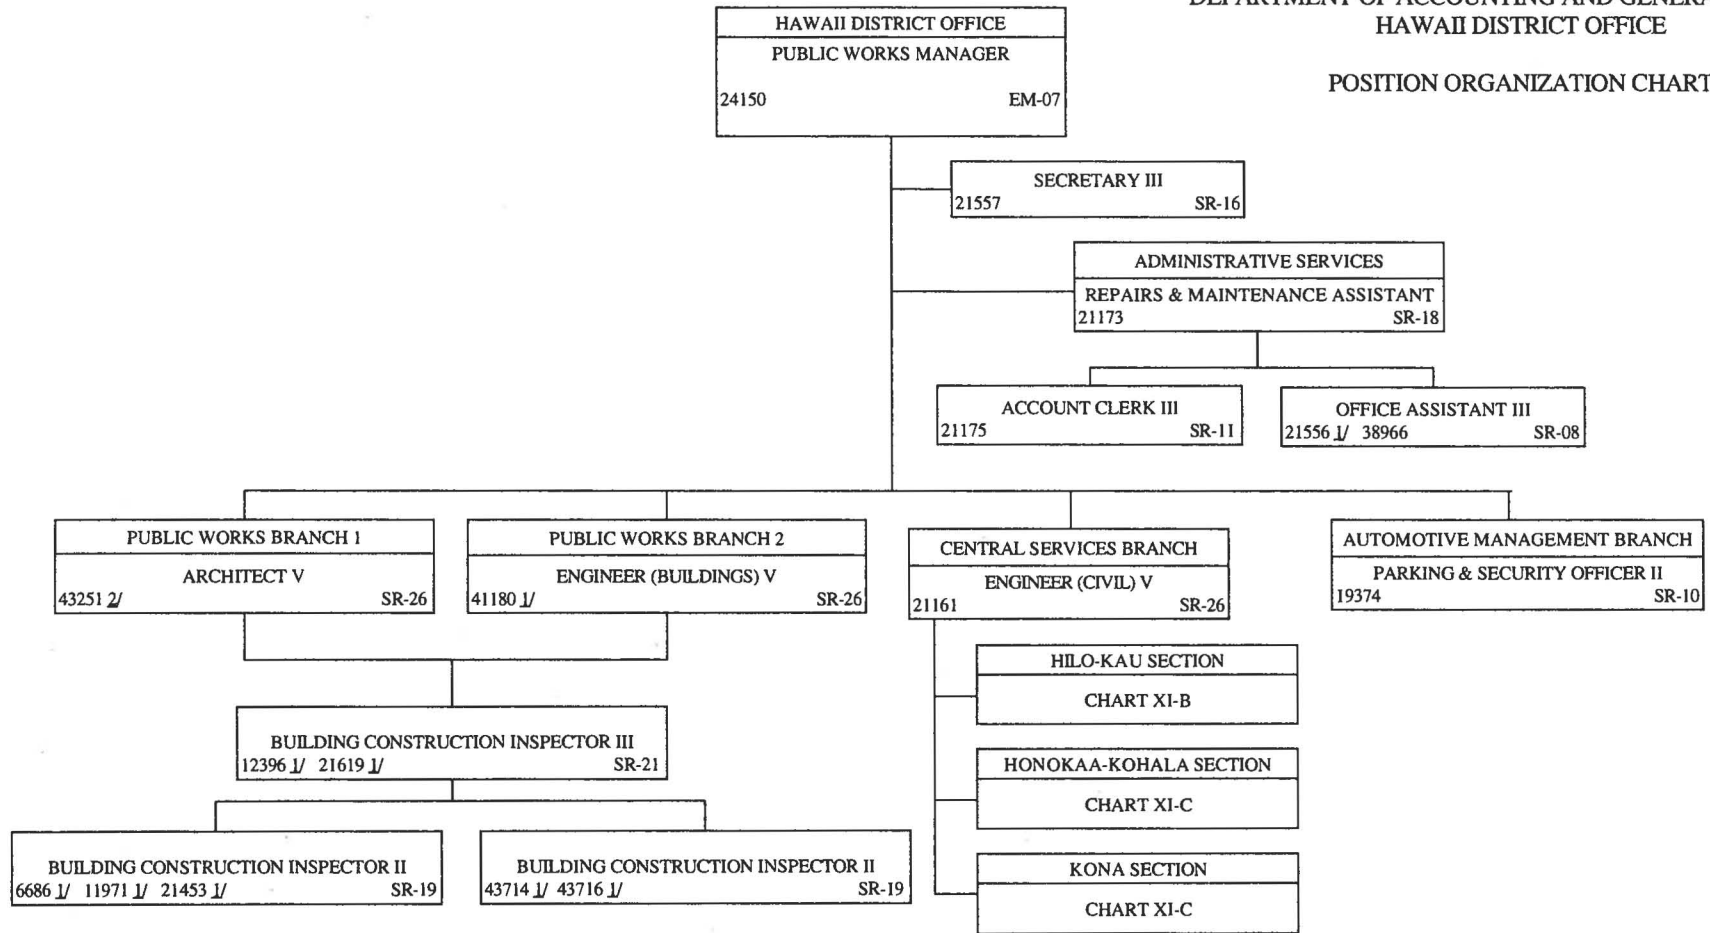 DEPARTMENT OF ACCOUNTING AND
HAWAII DISTRICT OFFICE
POSITION ORGANIZATION CHART
HAWAII DISTRICT OFFICE
PUBLIC WORKS MANAGER
24150 EM-07
SECRETARY III
21557 SR-16
ADMINISTRATIVE SERVICES
REPAIRS & MAINTENANCE ASSISTANT
21173 SR-18
ACCOUNT CLERK III
21175 SR-11
OFFICE ASSISTANT III
21556 1/ 38966 SR-08
PUBLIC WORKS BRANCH 1
ARCHITECT V
43251 2/ SR-26
PUBLIC WORKS BRANCH 2
ENGINEER (BUILDINGS) V
41180 1/ SR-26
CENTRAL SERVICES BRANCH
ENGINEER (CIVIL) V
21161 SR-26
AUTOMOTIVE MANAGEMENT BRANCH
PARKING & SECURITY OFFICER II
19374 SR-10
HILO-KAU SECTION
CHART XI-B
HONOKAA-KOHALA SECTION
CHART XI-C
KONA SECTION
CHART XI-C
BUILDING CONSTRUCTION INSPECTOR III
12396 1/ 21619 1/ SR-21
BUILDING CONSTRUCTION INSPECTOR II
6686 1/ 11971 1/ 21453 1/ SR-19
BUILDING CONSTRUCTION INSPECTOR II
43714 1/ 43716 1/ SR-19